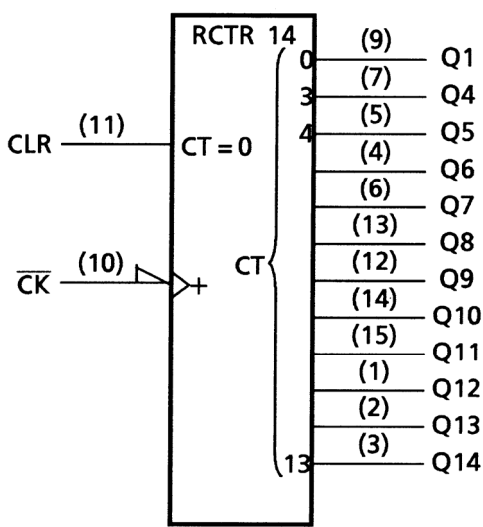 RCTR 14
0 (9) Q1
3 (7) Q4
4 (5) Q5
CLR (11) CT = 0
(4) Q6
(6) Q7
(13) Q8
CT
(12) Q9
CK (10) +
(14) Q10
(15) Q11
(1) Q12
(2) Q13
13 (3) Q14